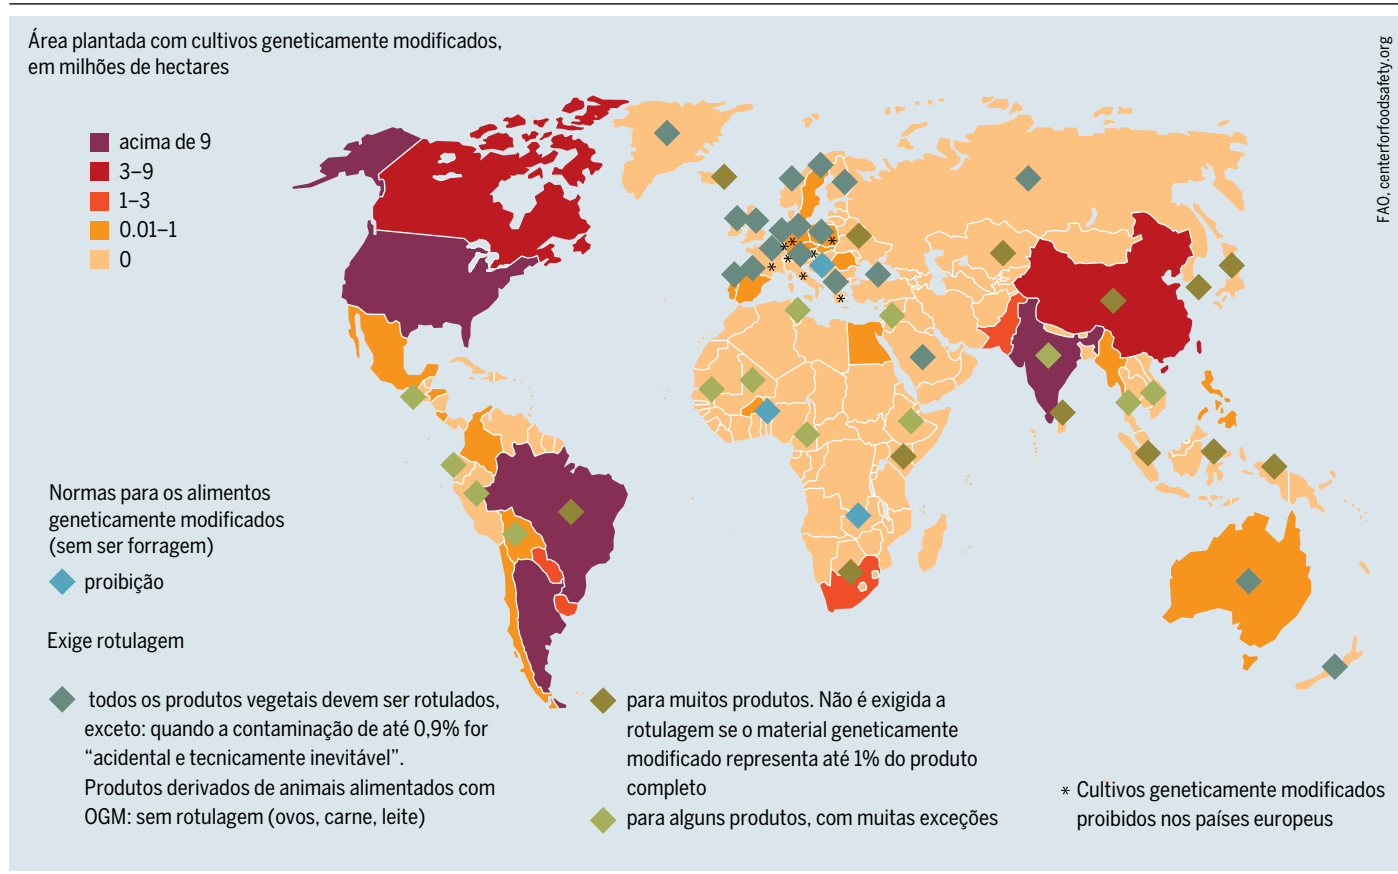 Área plantada com cultivos geneticamente modificados,
em milhões de hectares
acima de 9
3–9
1–3
0.01–1
0
FAO, centerforfoodsafety.org
Normas para os alimentos
geneticamente modificados
(sem ser forragem)
proibição
Exige rotulagem
todos os produtos vegetais devem ser rotulados,
exceto: quando a contaminação de até 0,9% for
“acidental e tecnicamente inevitável”.
Produtos derivados de animais alimentados com
OGM: sem rotulagem (ovos, carne, leite)
para muitos produtos. Não é exigida a
rotulagem se o material geneticamente
modificado representa até 1% do produto
completo
para alguns produtos, com muitas exceções
* Cultivos geneticamente modificados
proibidos nos países europeus